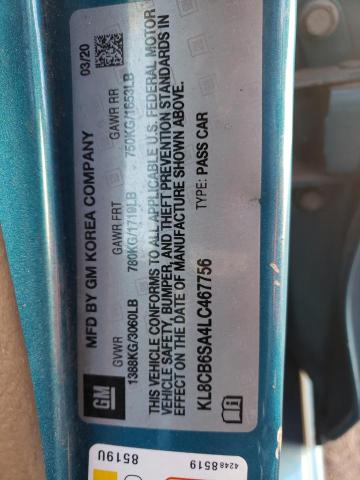 MFD BY GM KOREA COMPANY 03/20
GVWR GAWR FRT GAWR RR
1388KG/3060LB 780KG/1719LB 750KG/1653LB
THIS VEHICLE CONFORMS TO ALL APPLICABLE U.S. FEDERAL MOTOR
VEHICLE SAFETY, BUMPER, AND THEFT PREVENTION STANDARDS IN
EFFECT ON THE DATE OF MANUFACTURE SHOWN ABOVE.
KL8CB6SA4LC467756 TYPE: PASS CAR
GM
8519U
4248 8519